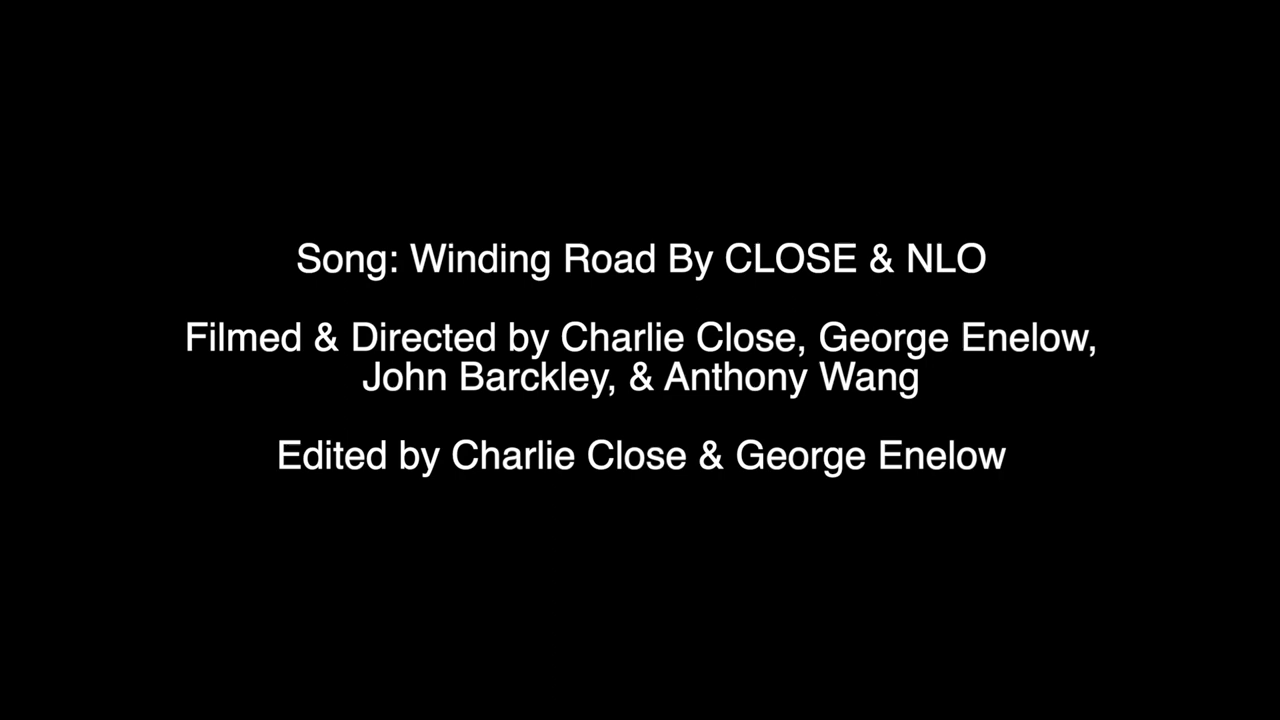 Song: Winding Road By CLOSE & NLO
Filmed & Directed by Charlie Close, George Enelow,
John Barckley, & Anthony Wang
Edited by Charlie Close & George Enelow